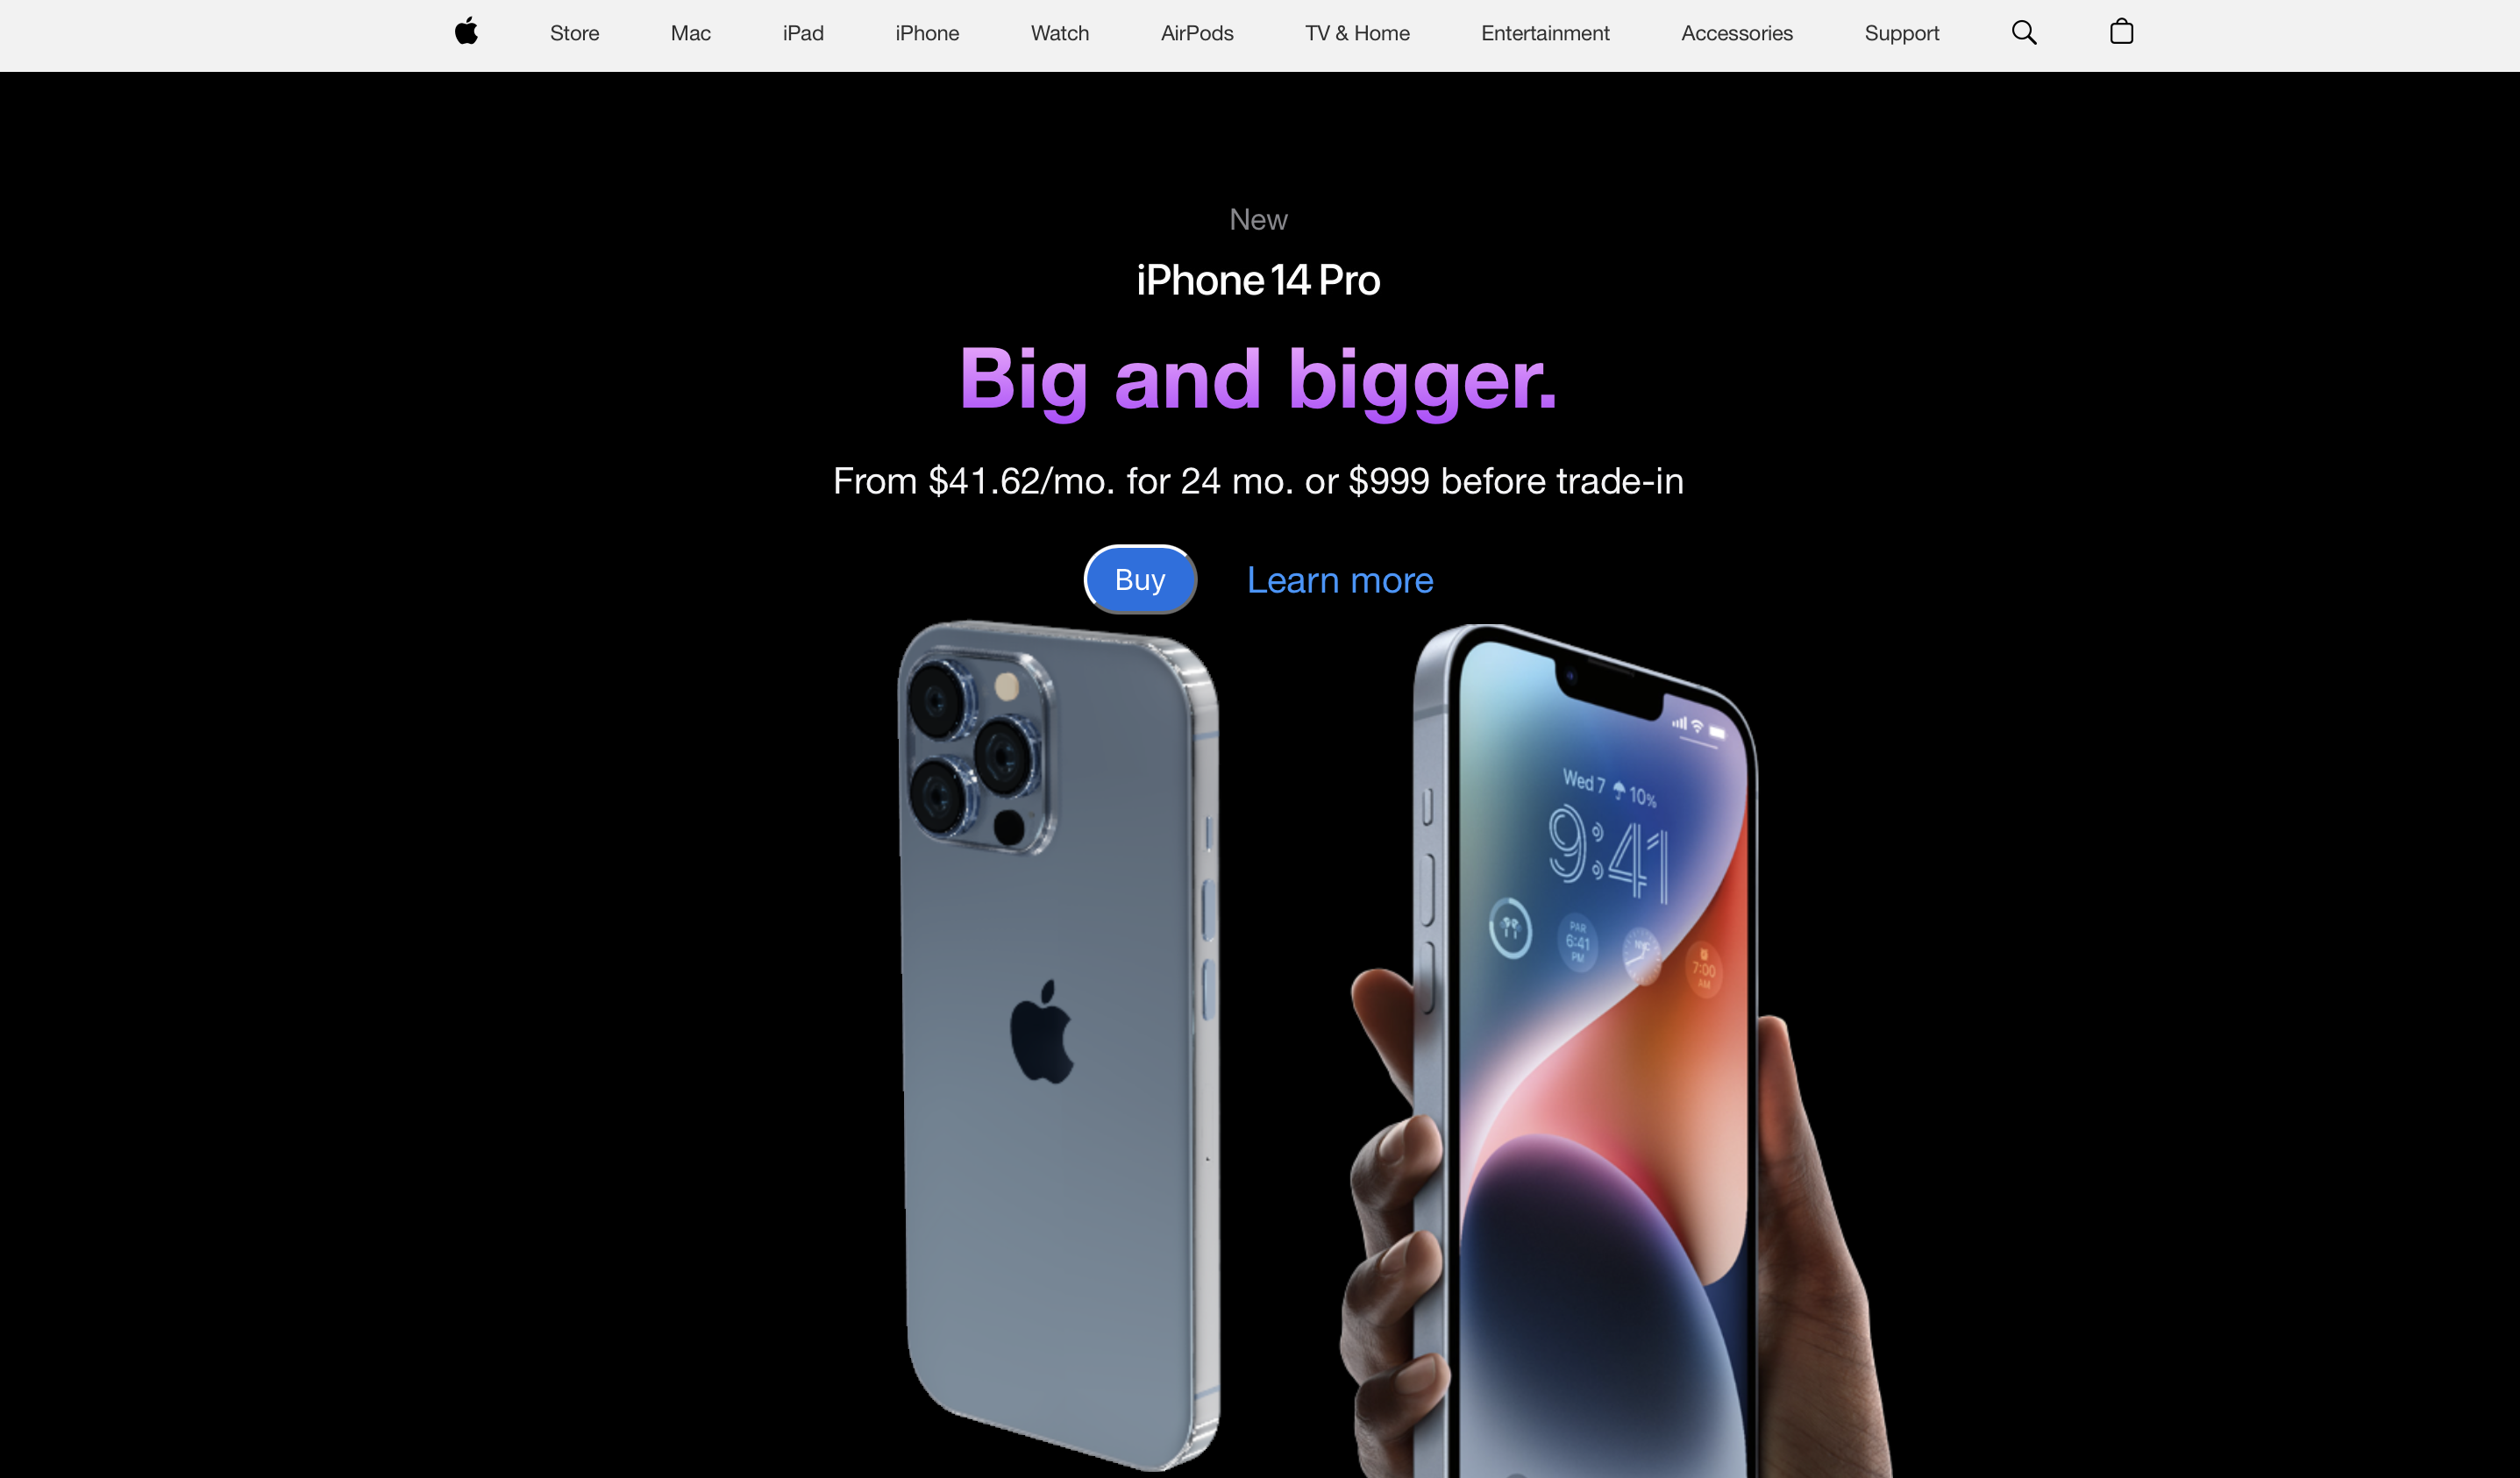 Store Mac iPad iPhone Watch AirPods TV & Home Entertainment Accessories Support
New
iPhone 14 Pro
Big and bigger.
From $41.62/mo. for 24 mo. or $999 before trade-in
Buy Learn more
Wed 7 10%
9:41
PAR
6:41
PM
NYC
7:00
AM